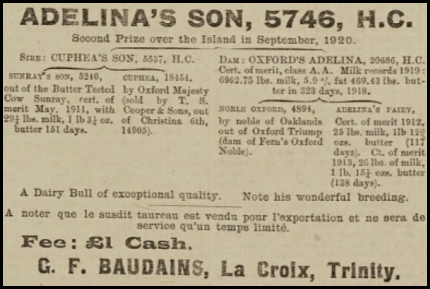 ADELINA'S SON, 5746, H.C.
Second Prize over the Island in September, 1920.
SIRE: CUPHEA'S SON, 5537, H.C.
SUNRAY'S SON, 5240,
out of the Butter Tested
Cow Sunray, cert. of
merit May, 1911, with
29½ lbs. milk, 1 lb 3¼ oz.
butter 151 days.
CUPHEA, 18454.
by Oxford Majesty
(sold by T. S.
Cooper & Sons, out
of Christina 6th,
14905).
DAM: OXFORD'S ADELINA, 20686, H.C.
Cert. of merit, class A.A. Milk records 1919:
6962.75 lbs. milk, 5.9 %, fat 409.43 lbs. but-
ter in 323 days, 1918.
NOBLE OXFORD, 4894,
by noble of Oaklands
out of Oxford Triump
(dam of Fern's Oxford
Noble).
ADELINA'S FAIRY,
Cert. of merit 1912,
25 lbs. milk, 1lb 12¾
ozs. butter (117
days). Ct. of merit
1913, 26 lbs. of milk,
1 lb. 15½ ozs. butter
(138 days).
A Dairy Bull of exceptional quality. Note his wonderful breeding.
A noter que le susdit taureau est vendu pour l'exportation et ne sera de
service qu'un temps limité.
Fee: £1 Cash.
G. F. BAUDAINS, La Croix, Trinity.